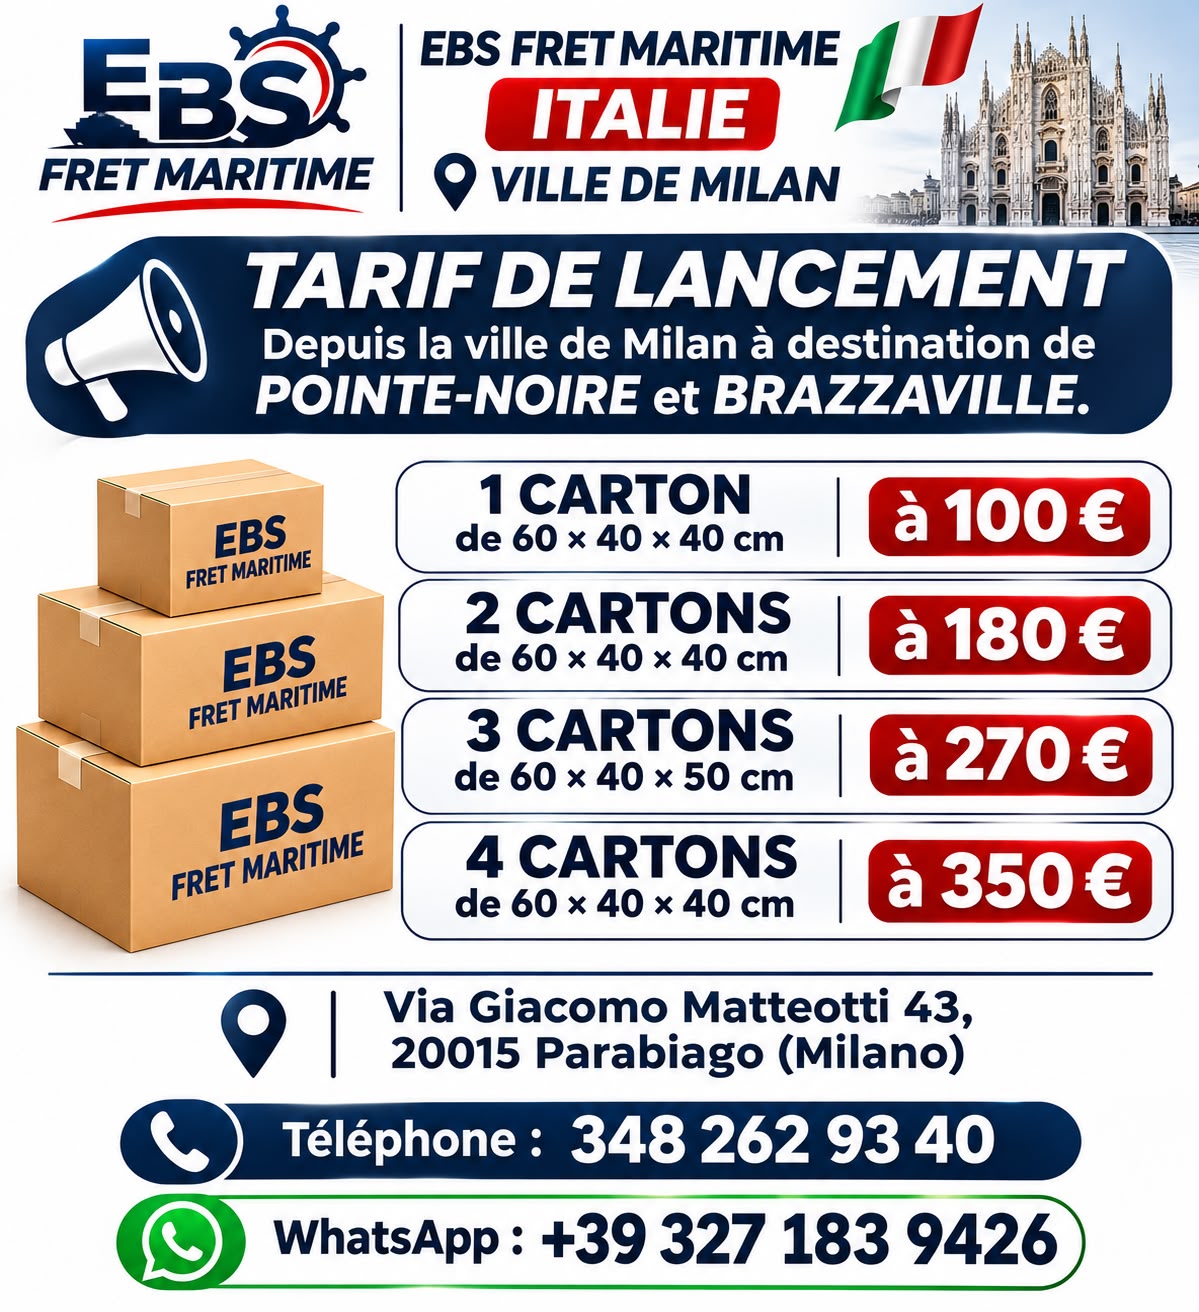 EBS
FRET MARITIME
EBS FRET MARITIME
ITALIE
VILLE DE MILAN
TARIF DE LANCEMENT
Depuis la ville de Milan à destination de
POINTE-NOIRE et BRAZZAVILLE.
EBS
FRET MARITIME
EBS
FRET MARITIME
EBS
FRET MARITIME
1 CARTON
de 60 × 40 × 40 cm
à 100 €
2 CARTONS
de 60 × 40 × 40 cm
à 180 €
3 CARTONS
de 60 × 40 × 50 cm
à 270 €
4 CARTONS
de 60 × 40 × 40 cm
à 350 €
Via Giacomo Matteotti 43,
20015 Parabiago (Milano)
Téléphone : 348 262 93 40
WhatsApp : +39 327 183 9426